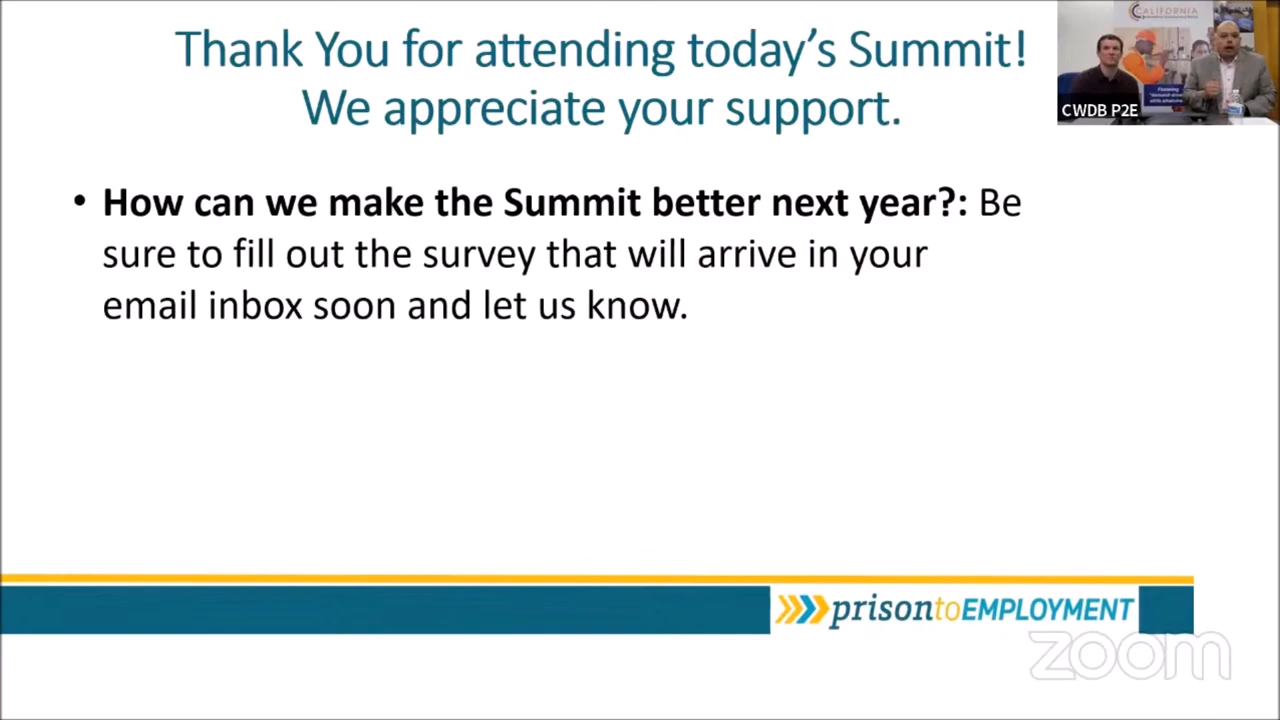 Thank You for attending today's Summit!
We appreciate your support.
• How can we make the Summit better next year?: Be
sure to fill out the survey that will arrive in your
email inbox soon and let us know.
CALIFORNIA
CWDB P2E
prisontoEMPLOYMENT
zoom